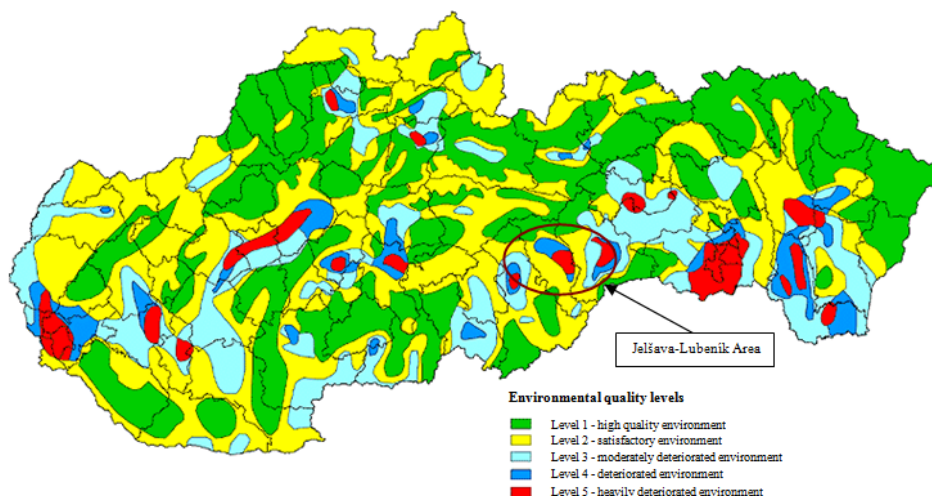 Jelšava-Lubeník Area
Environmental quality levels
Level 1 - high quality environment
Level 2 - satisfactory environment
Level 3 - moderately deteriorated environment
Level 4 - deteriorated environment
Level 5 - heavily deteriorated environment